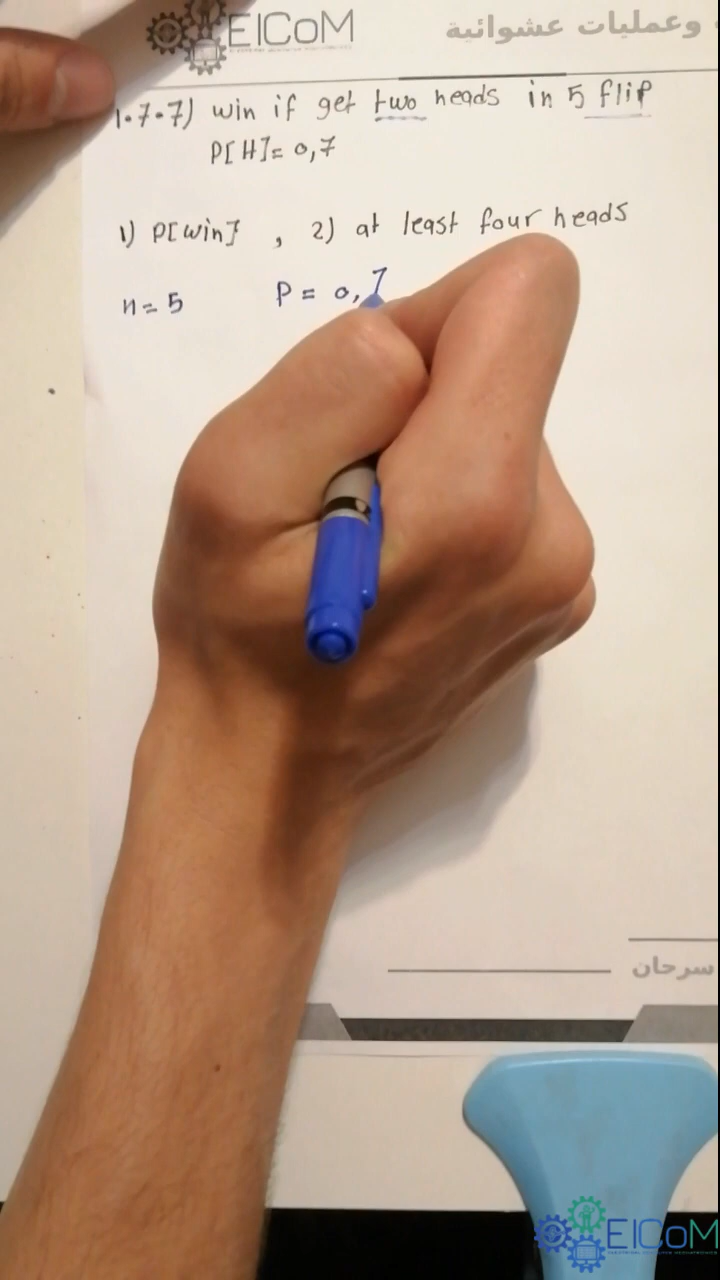 EICoM
وعمليات عشوائية
1.7.7) win if get two heads in 5 flip
P[H]= 0,7
1) P[win] , 2) at least four heads
n=5 P = 0,7
سرحان
EICoM